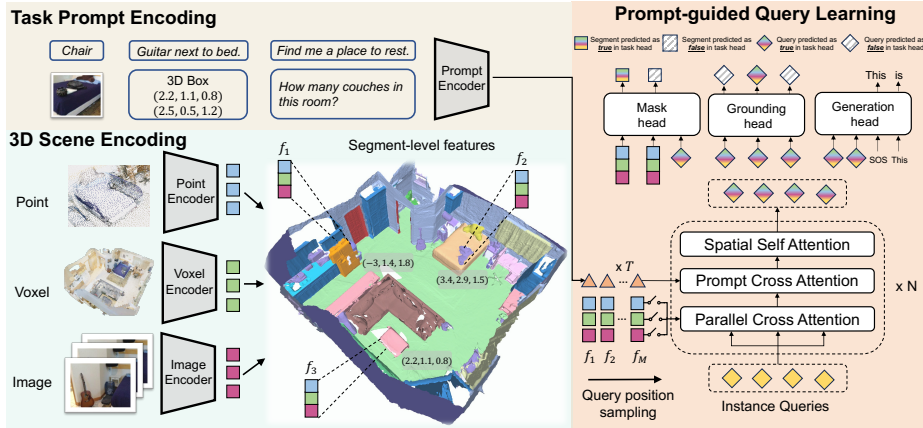 Task Prompt Encoding
Chair
Guitar next to bed.
Find me a place to rest.
3D Box
(2.2, 1.1, 0.8)
(2.5, 0.5, 1.2)
How many couches in
this room?
Prompt
Encoder
3D Scene Encoding
Point
Point
Encoder
Voxel
Voxel
Encoder
Image
Image
Encoder
Segment-level features
f1
f2
f3
(−3, 1.4, 1.8)
(3.4, 2.9, 1.5)
(2.2,1.1, 0.8)
Prompt-guided Query Learning
Segment predicted as
true in task head
Segment predicted as
false in task head
Query predicted as
true in task head
Query predicted as
false in task head
This is
Mask
head
Grounding
head
Generation
head
SOS This
Spatial Self Attention
Prompt Cross Attention
Parallel Cross Attention
x N
x T
...
...
f1 f2 fM
Query position
sampling
Instance Queries